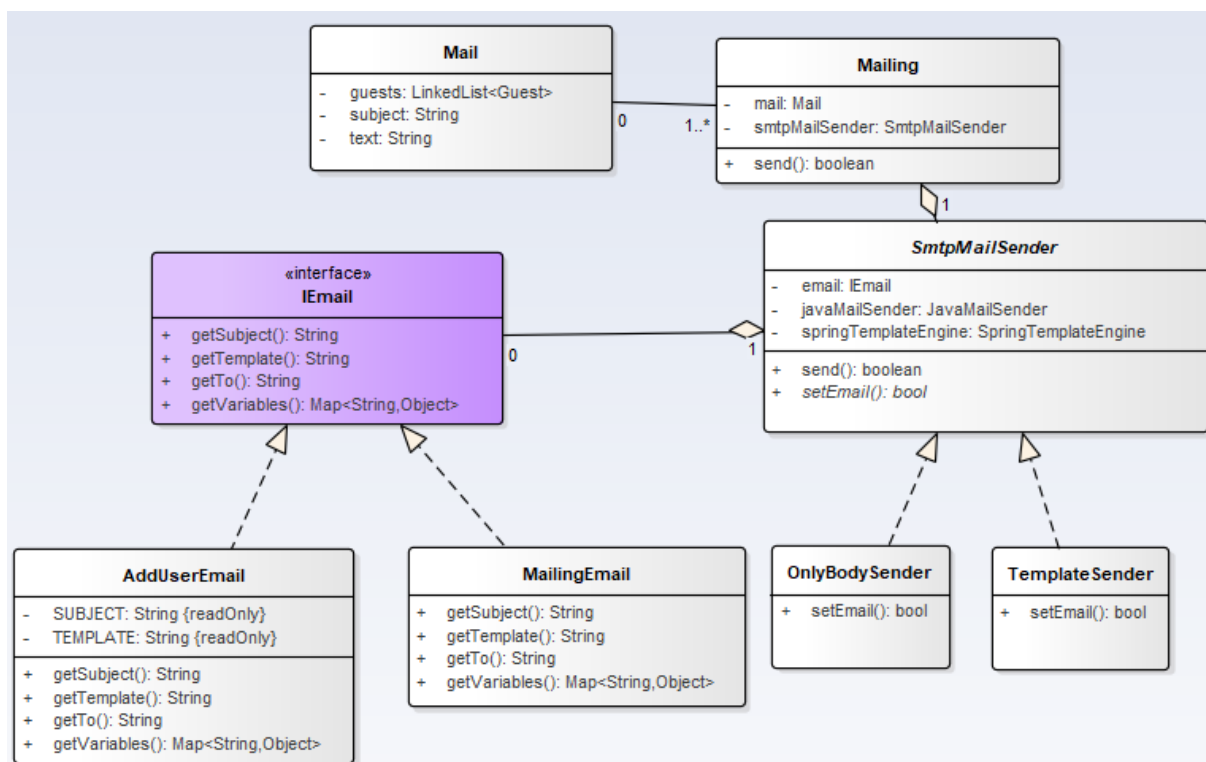 Mail
- guests: LinkedList<Guest>
- subject: String
- text: String
0
1..*
Mailing
- mail: Mail
- smtpMailSender: SmtpMailSender
+ send(): boolean
1
SmtpMailSender
- email: IEmail
- javaMailSender: JavaMailSender
- springTemplateEngine: SpringTemplateEngine
+ send(): boolean
+ setEmail(): bool
1
0
«interface»
IEmail
+ getSubject(): String
+ getTemplate(): String
+ getTo(): String
+ getVariables(): Map<String,Object>
AddUserEmail
- SUBJECT: String {readOnly}
- TEMPLATE: String {readOnly}
+ getSubject(): String
+ getTemplate(): String
+ getTo(): String
+ getVariables(): Map<String,Object>
MailingEmail
+ getSubject(): String
+ getTemplate(): String
+ getTo(): String
+ getVariables(): Map<String,Object>
OnlyBodySender
+ setEmail(): bool
TemplateSender
+ setEmail(): bool